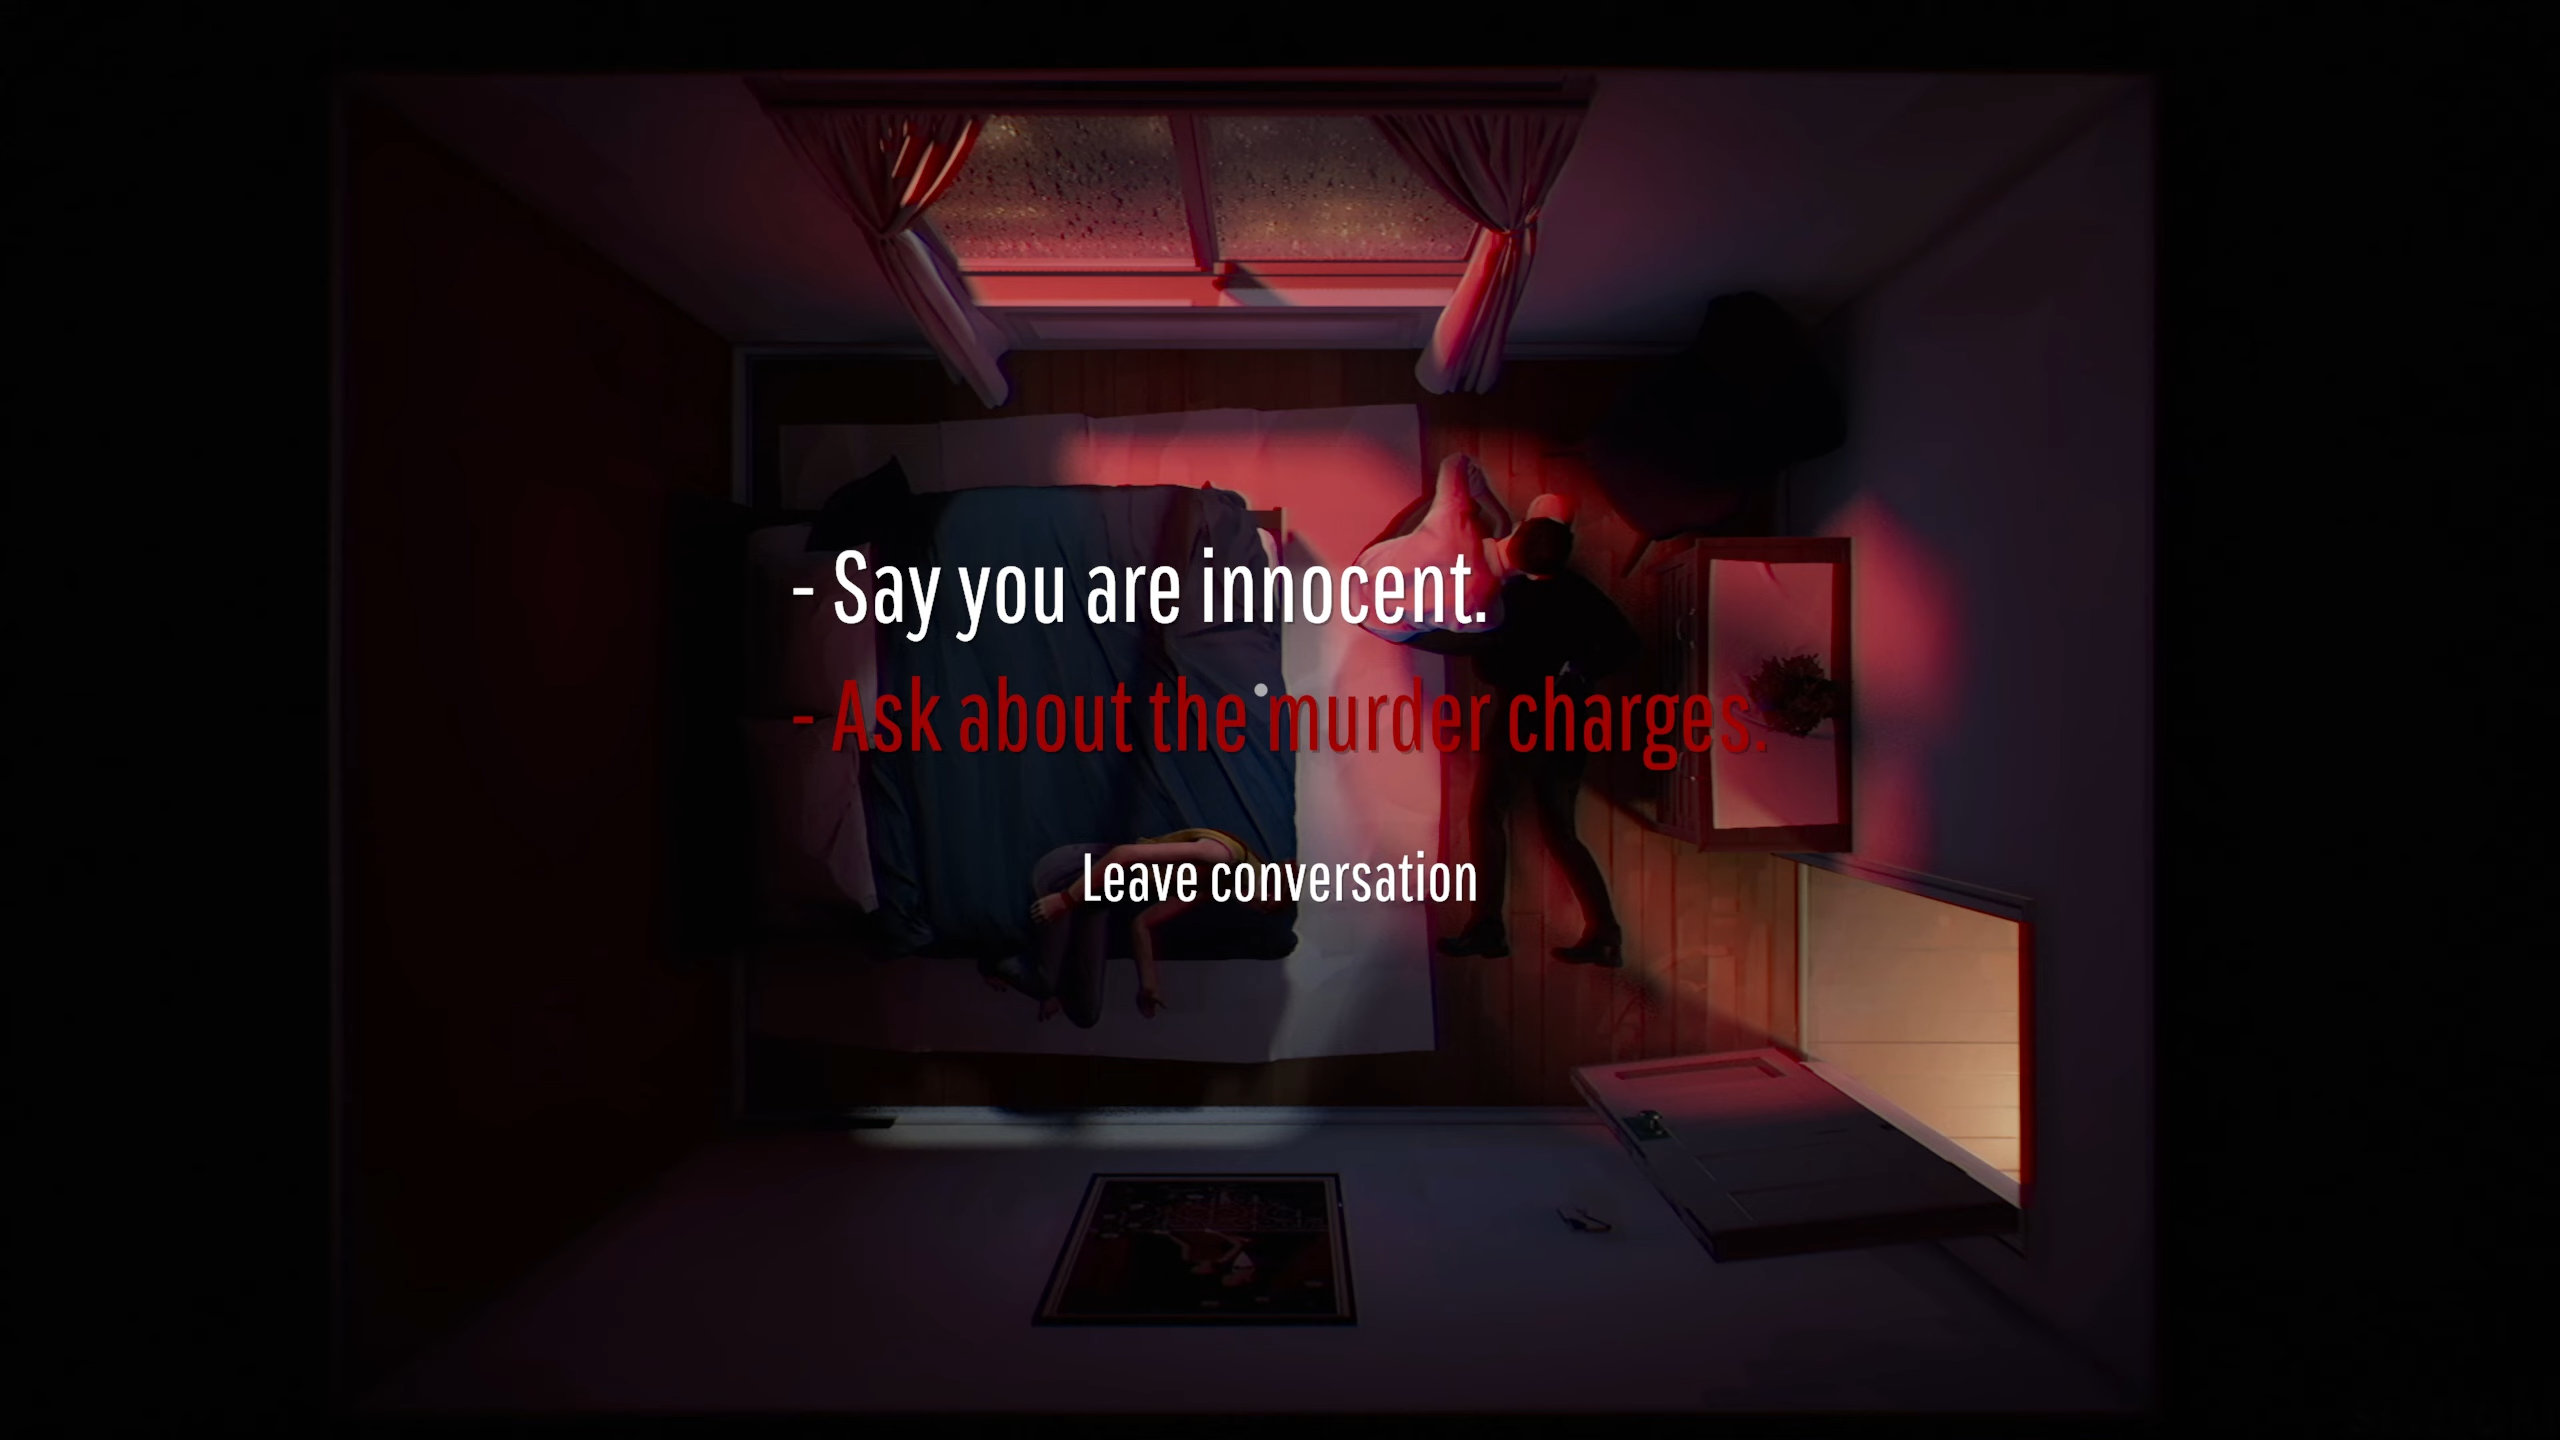 - Say you are innocent.
- Ask about the murder charges.
Leave conversation